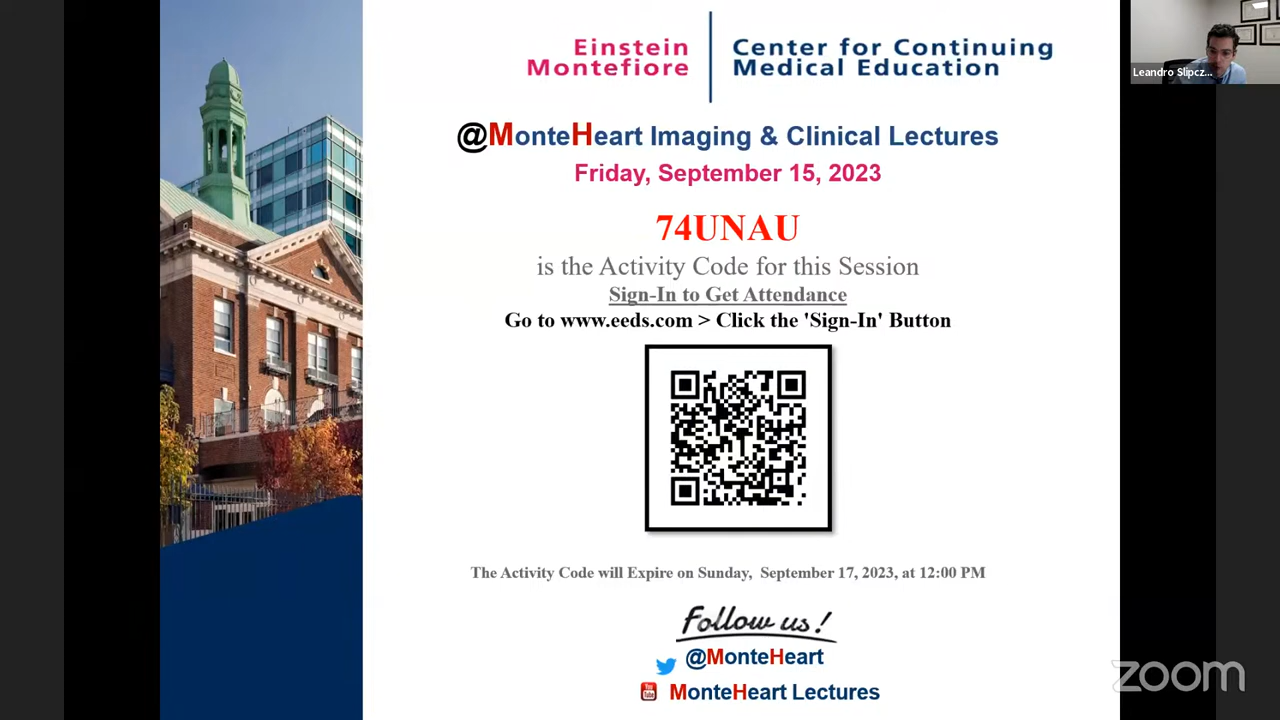 Einstein
Montefiore
Center for Continuing
Medical Education
@MonteHeart Imaging & Clinical Lectures
Friday, September 15, 2023
74UNAU
is the Activity Code for this Session
Sign-In to Get Attendance
Go to www.eeds.com > Click the 'Sign-In' Button
The Activity Code will Expire on Sunday, September 17, 2023, at 12:00 PM
Follow us!
@MonteHeart
You Tube
MonteHeart Lectures
Leandro Slipcz...
zoom